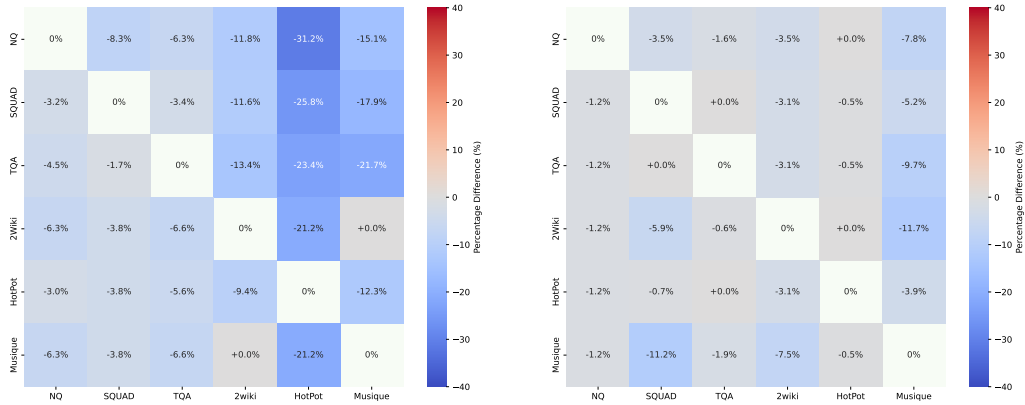 NQ 0% -8.3% -6.3% -11.8% -31.2% -15.1%
SQUAD -3.2% 0% -3.4% -11.6% -25.8% -17.9%
TQA -4.5% -1.7% 0% -13.4% -23.4% -21.7%
2Wiki -6.3% -3.8% -6.6% 0% -21.2% +0.0%
HotPot -3.0% -3.8% -5.6% -9.4% 0% -12.3%
Musique -6.3% -3.8% -6.6% +0.0% -21.2% 0%
NQ SQUAD TQA 2wiki HotPot Musique
40
30
20
10
0
−10
−20
−30
−40
Percentage Difference (%)
NQ 0% -3.5% -1.6% -3.5% +0.0% -7.8%
SQUAD -1.2% 0% +0.0% -3.1% -0.5% -5.2%
TQA -1.2% +0.0% 0% -3.1% -0.5% -9.7%
2Wiki -1.2% -5.9% -0.6% 0% +0.0% -11.7%
HotPot -1.2% -0.7% +0.0% -3.1% 0% -3.9%
Musique -1.2% -11.2% -1.9% -7.5% -0.5% 0%
NQ SQUAD TQA 2wiki HotPot Musique
40
30
20
10
0
−10
−20
−30
−40
Percentage Difference (%)